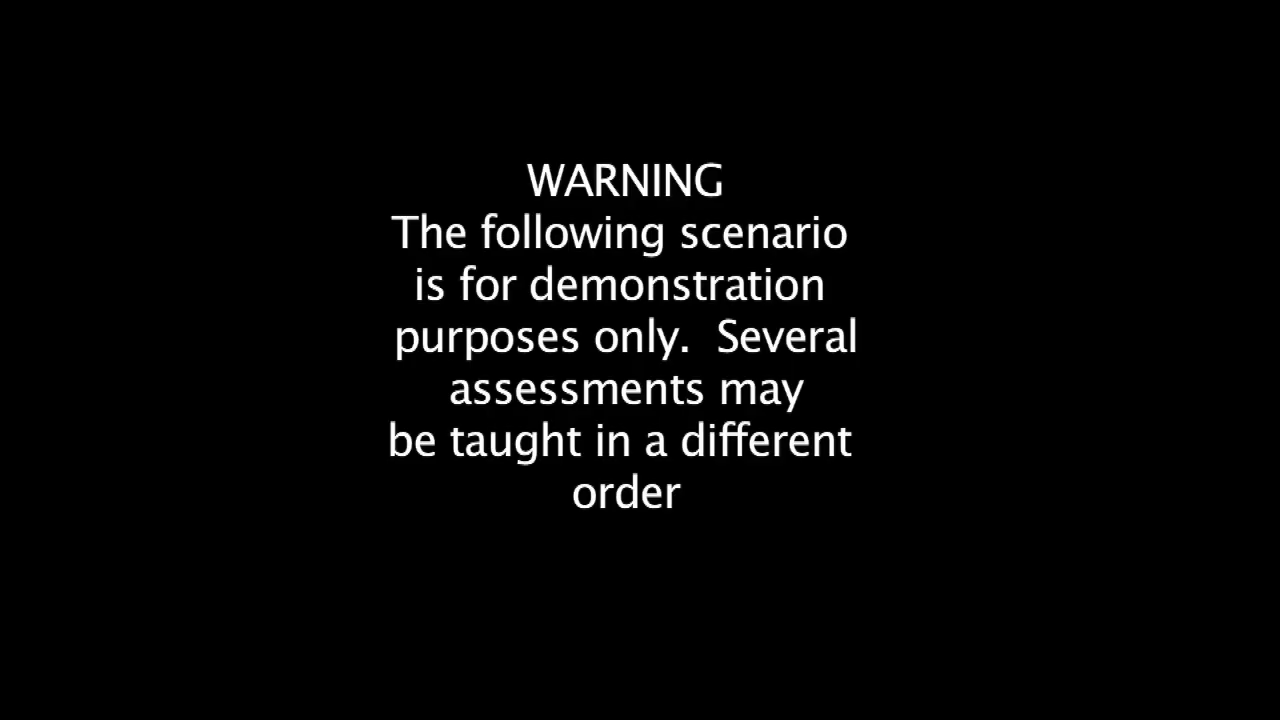 WARNING
The following scenario
is for demonstration
purposes only.  Several
assessments may
be taught in a different
order